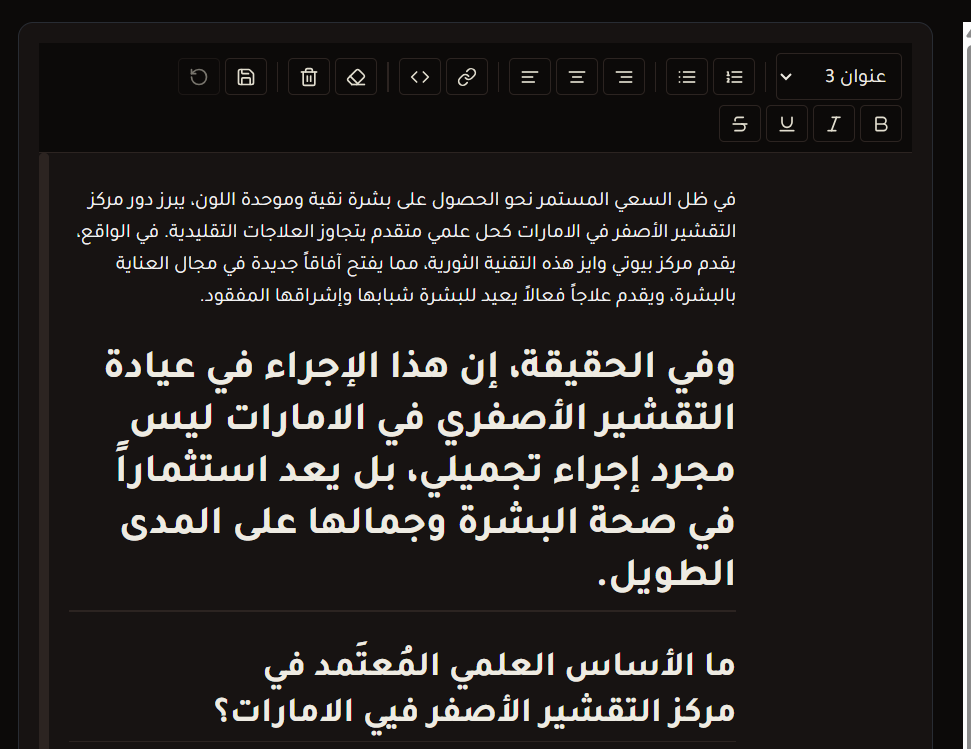 عنوان 3
B I U S
في ظل السعي المستمر نحو الحصول على بشرة نقية وموحدة اللون، يبرز دور مركز
التقشير الأصفر في الامارات كحل علمي متقدم يتجاوز العلاجات التقليدية. في الواقع،
يقدم مركز بيوتي وايز هذه التقنية الثورية، مما يفتح آفاقاً جديدة في مجال العناية
بالبشرة، ويقدم علاجاً فعالاً يعيد للبشرة شبابها وإشراقها المفقود.
وفي الحقيقة، إن هذا الإجراء في عيادة
التقشير الأصفري في الامارات ليس
مجرد إجراء تجميلي، بل يعد استثماراً
في صحة البشرة وجمالها على المدى
الطويل.
ما الأساس العلمي المُعتَمد في
مركز التقشير الأصفر فيي الامارات؟